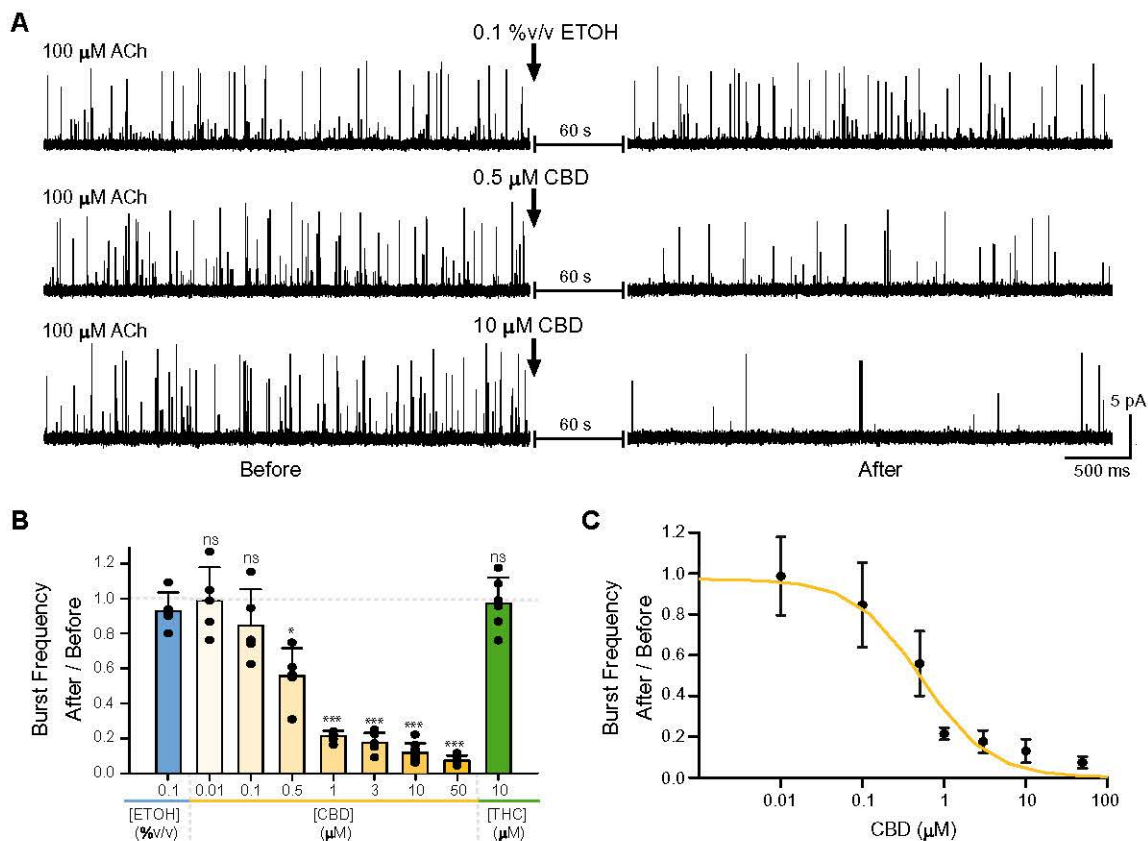 A
0.1 %v/v ETOH
100 µM ACh
60 s
0.5 µM CBD
100 µM ACh
60 s
10 µM CBD
100 µM ACh
60 s
5 pA
Before
After
500 ms
B
Burst Frequency
After / Before
1.2
1.0
0.8
0.6
0.4
0.2
0.0
ns
ns
*
***
***
***
***
ns
0.1 0.01 0.1 0.5 1 3 10 50 10
[ETOH] [CBD] [THC]
(%v/v) (µM) (µM)
C
Burst Frequency
After / Before
1.2
1.0
0.8
0.6
0.4
0.2
0.0
0.01 0.1 1 10 100
CBD (µM)